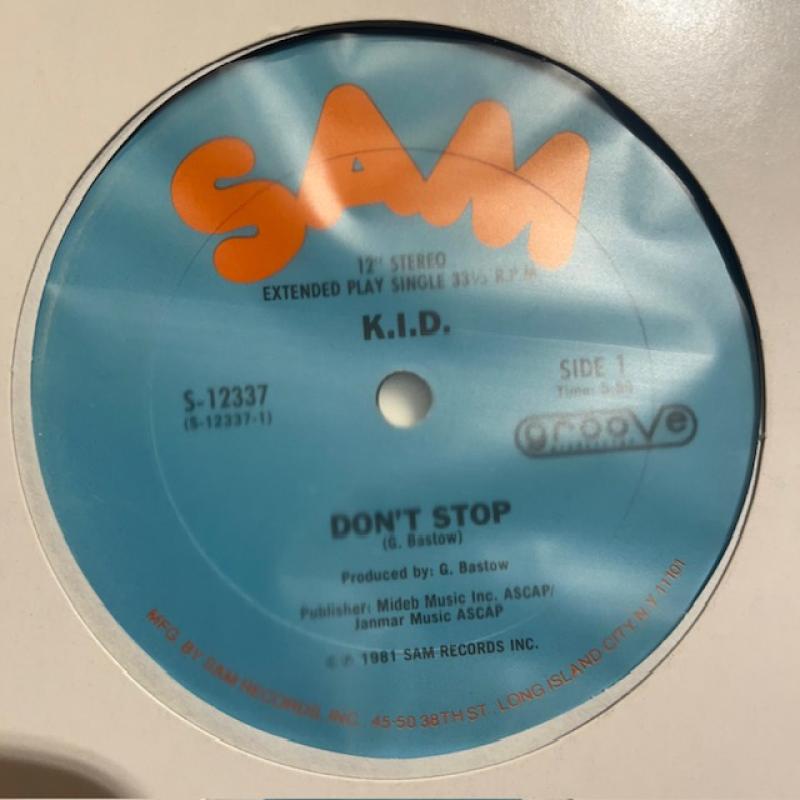 SAM
12" STEREO
EXTENDED PLAY SINGLE 33⅓ R.P.M
K.I.D.
S-12337
(S-12337-1)
SIDE 1
Time:
groove
DON'T STOP
(G. Bastow)
Produced by: G. Bastow
Publisher: Mideb Music Inc. ASCAP/
Janmar Music ASCAP
© ℗ 1981 SAM RECORDS INC.
MFG. BY SAM RECORDS, INC. 45-50 38TH ST., LONG ISLAND CITY, N.Y. 11101